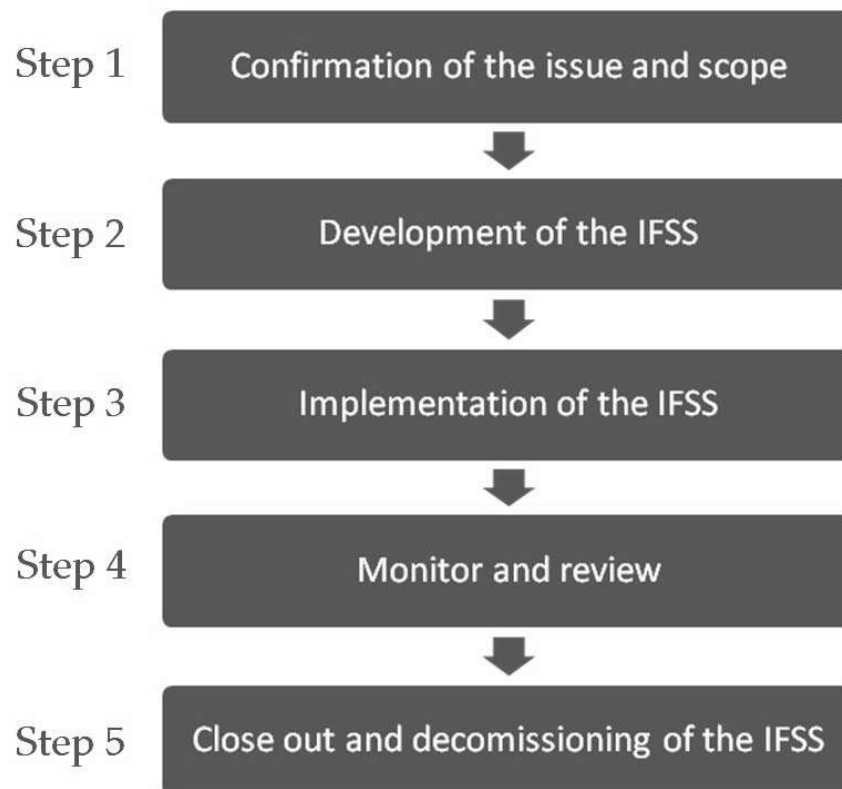 Step 1
Confirmation of the issue and scope
Step 2
Development of the IFSS
Step 3
Implementation of the IFSS
Step 4
Monitor and review
Step 5
Close out and decomissioning of the IFSS